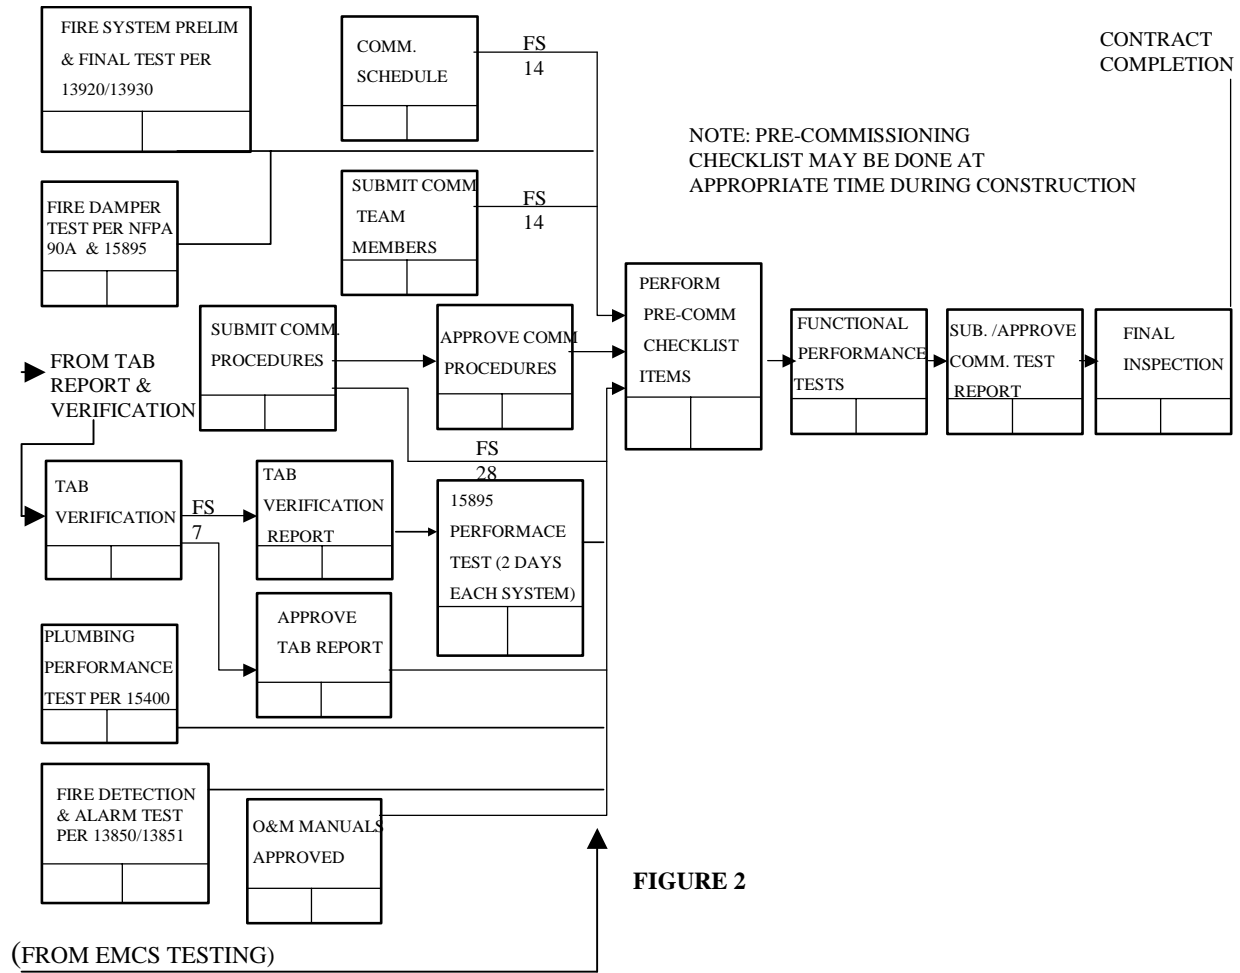 FIRE SYSTEM PRELIM
& FINAL TEST PER
13920/13930
COMM.
SCHEDULE
FS
14
CONTRACT
COMPLETION
NOTE: PRE-COMMISSIONING
CHECKLIST MAY BE DONE AT
APPROPRIATE TIME DURING CONSTRUCTION
FIRE DAMPER
TEST PER NFPA
90A & 15895
SUBMIT COMM
TEAM
MEMBERS
FS
14
FROM TAB
REPORT &
VERIFICATION
SUBMIT COMM.
PROCEDURES
APPROVE COMM
PROCEDURES
PERFORM
PRE-COMM
CHECKLIST
ITEMS
FUNCTIONAL
PERFORMANCE
TESTS
SUB. /APPROVE
COMM. TEST
REPORT
FINAL
INSPECTION
FS
28
TAB
VERIFICATION
FS
7
TAB
VERIFICATION
REPORT
15895
PERFORMACE
TEST (2 DAYS
EACH SYSTEM)
APPROVE
TAB REPORT
PLUMBING
PERFORMANCE
TEST PER 15400
FIRE DETECTION
& ALARM TEST
PER 13850/13851
O&M MANUALS
APPROVED
FIGURE 2
(FROM EMCS TESTING)